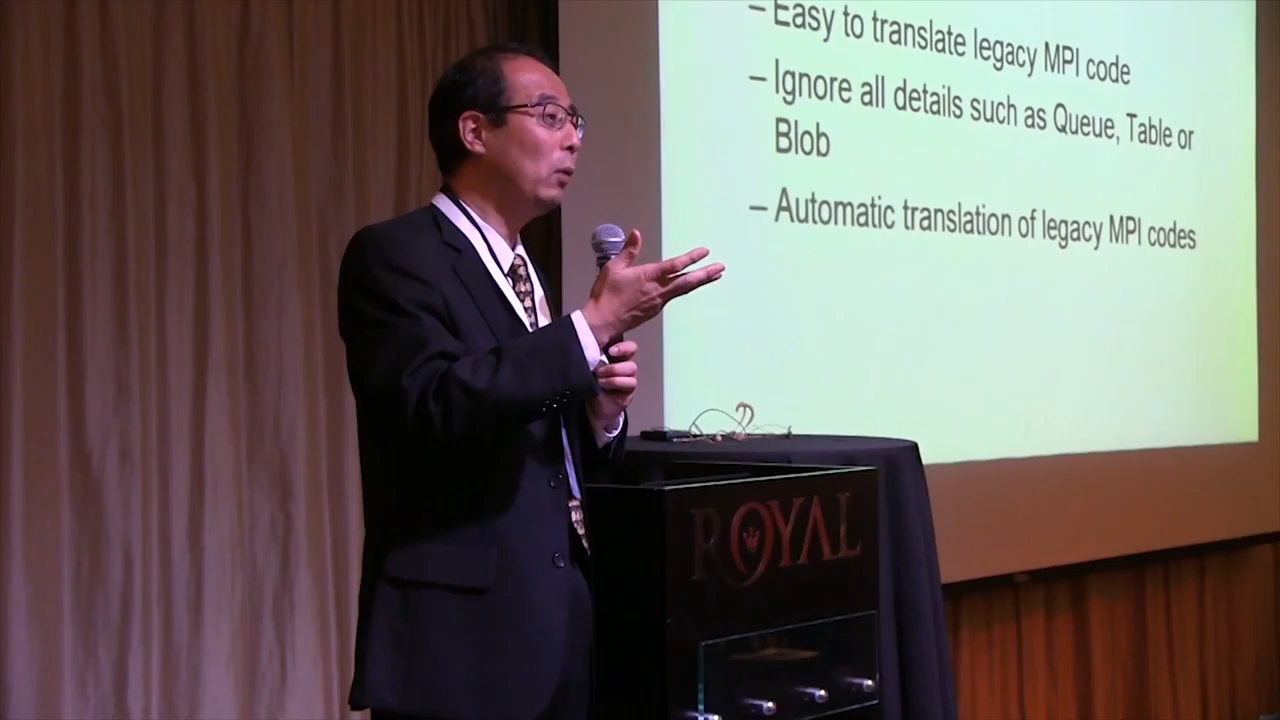 – Easy to translate legacy MPI code
– Ignore all details such as Queue, Table or
Blob
– Automatic translation of legacy MPI codes
ROYAL